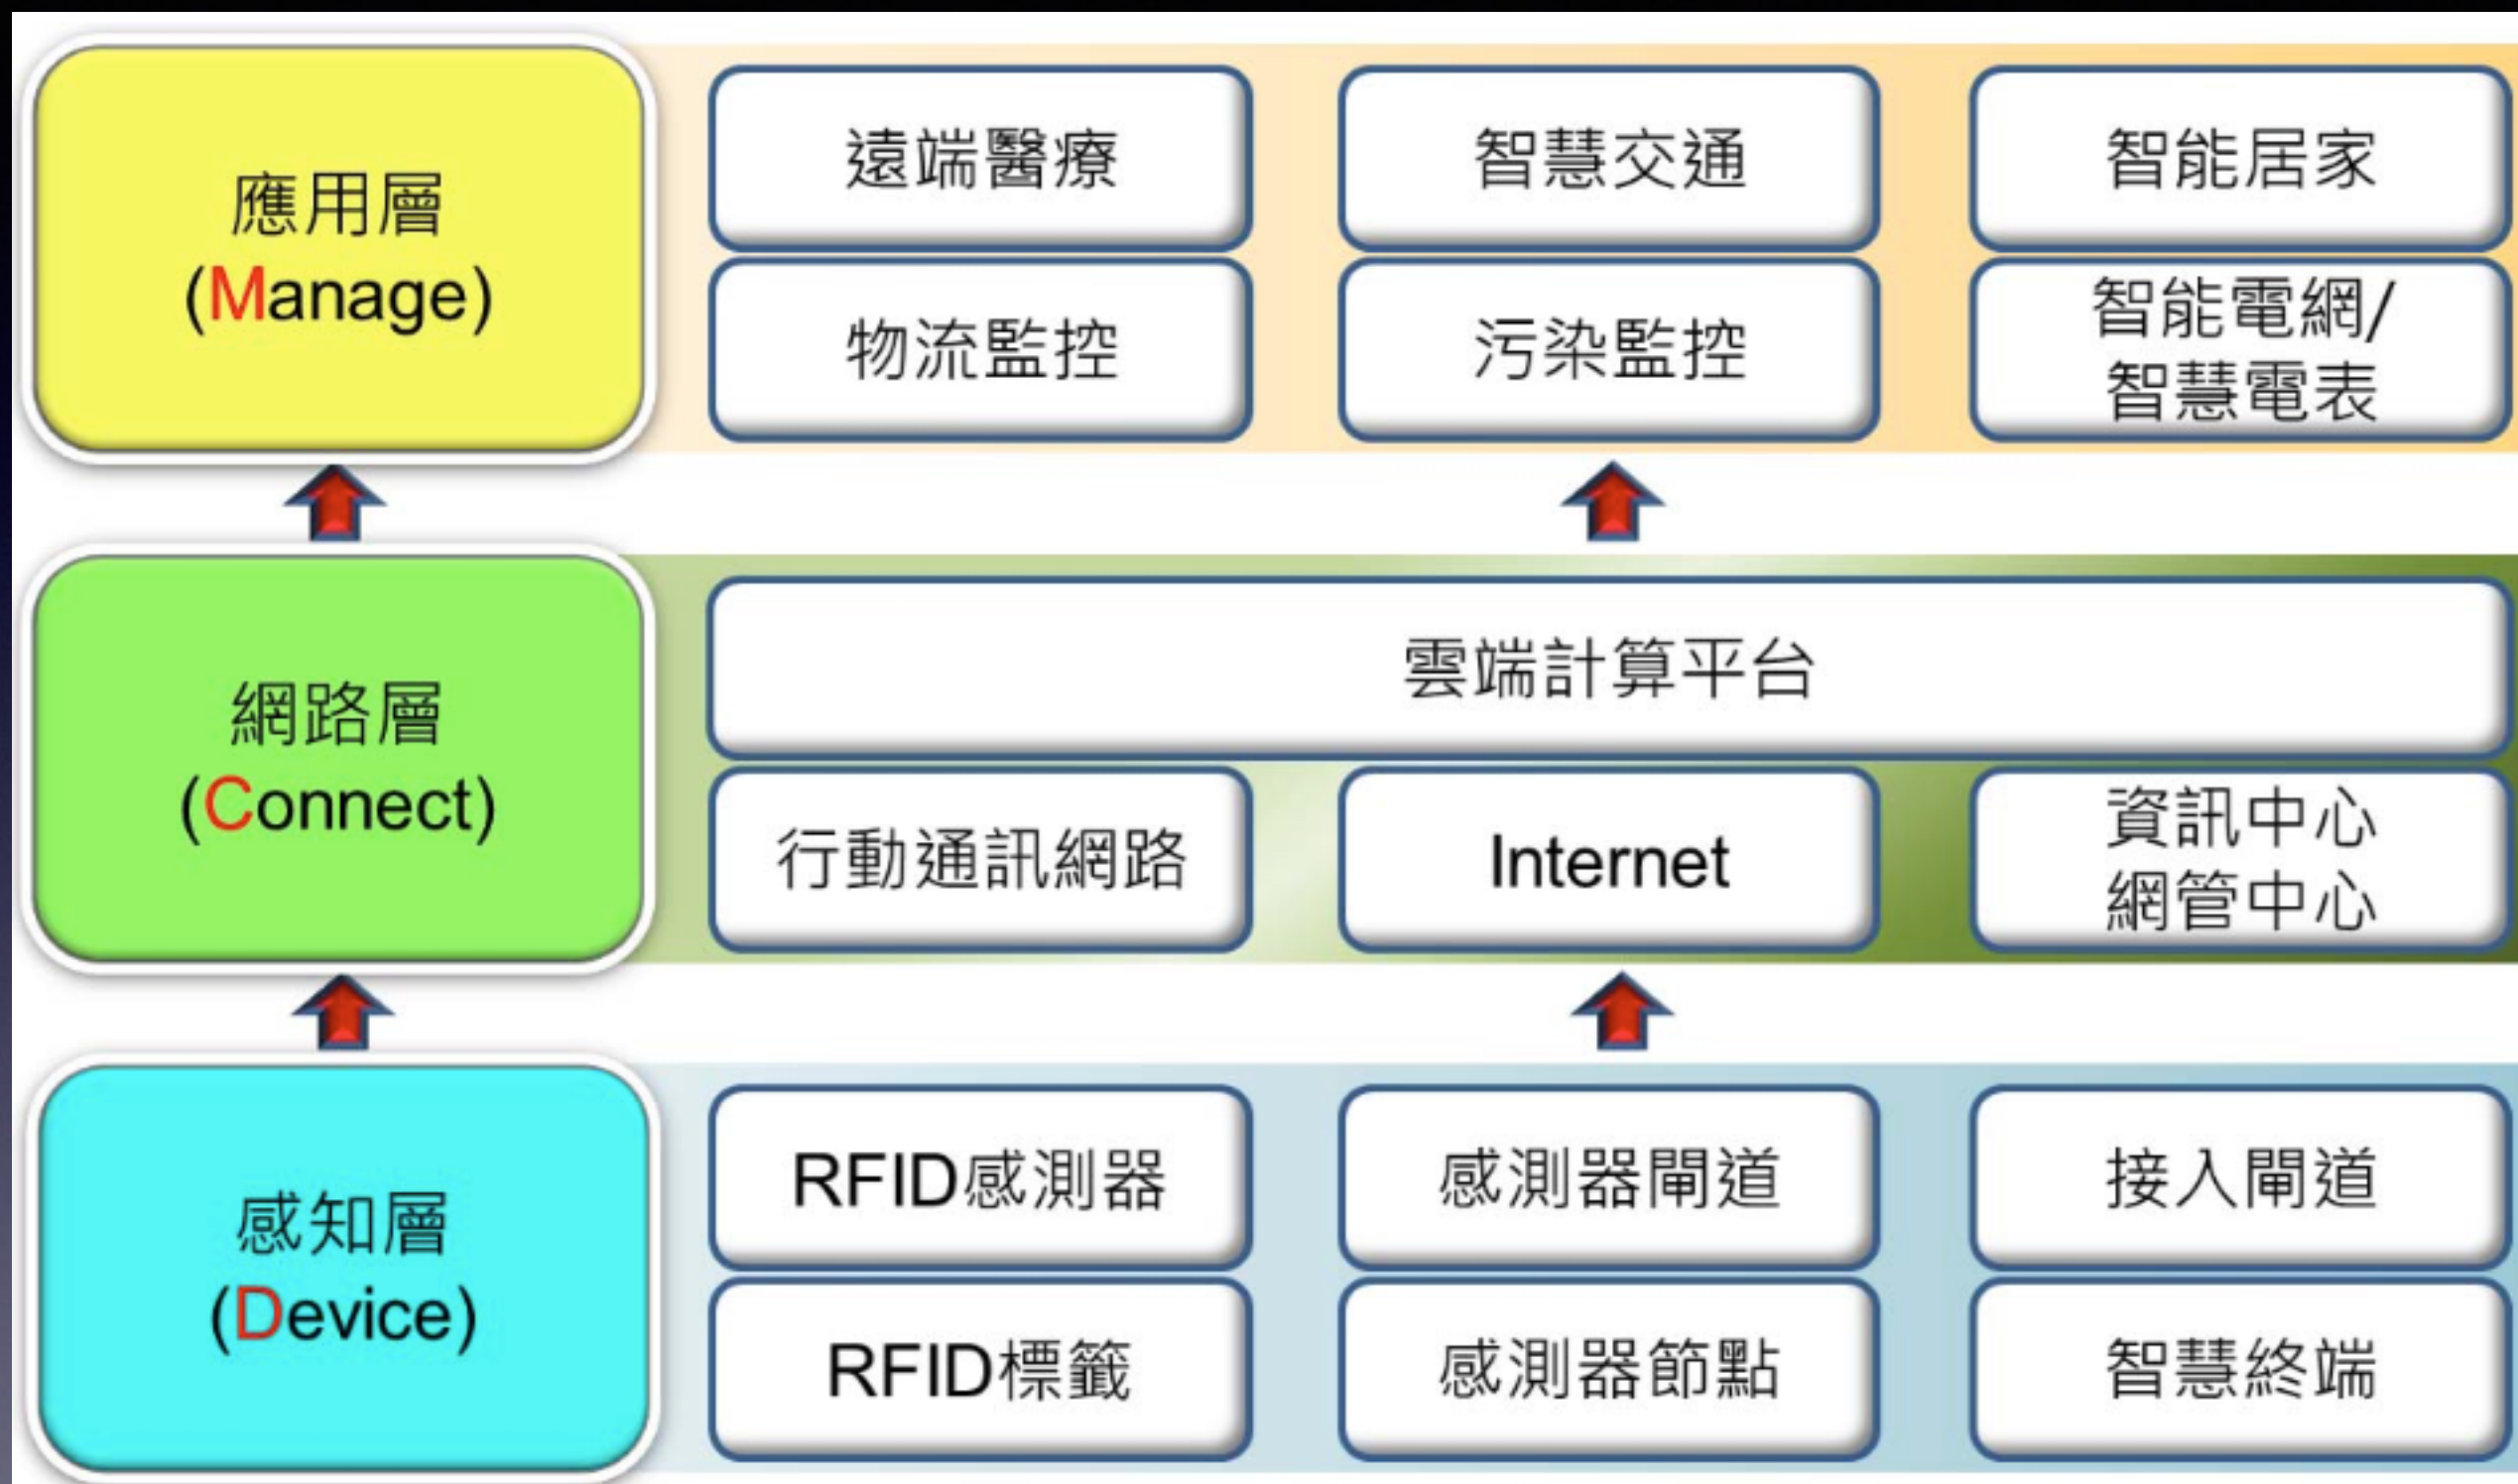 應用層
(Manage)
遠端醫療
智慧交通
智能居家
物流監控
污染監控
智能電網/
智慧電表
網路層
(Connect)
雲端計算平台
行動通訊網路
Internet
資訊中心
網管中心
感知層
(Device)
RFID感測器
感測器閘道
接入閘道
RFID標籤
感測器節點
智慧終端